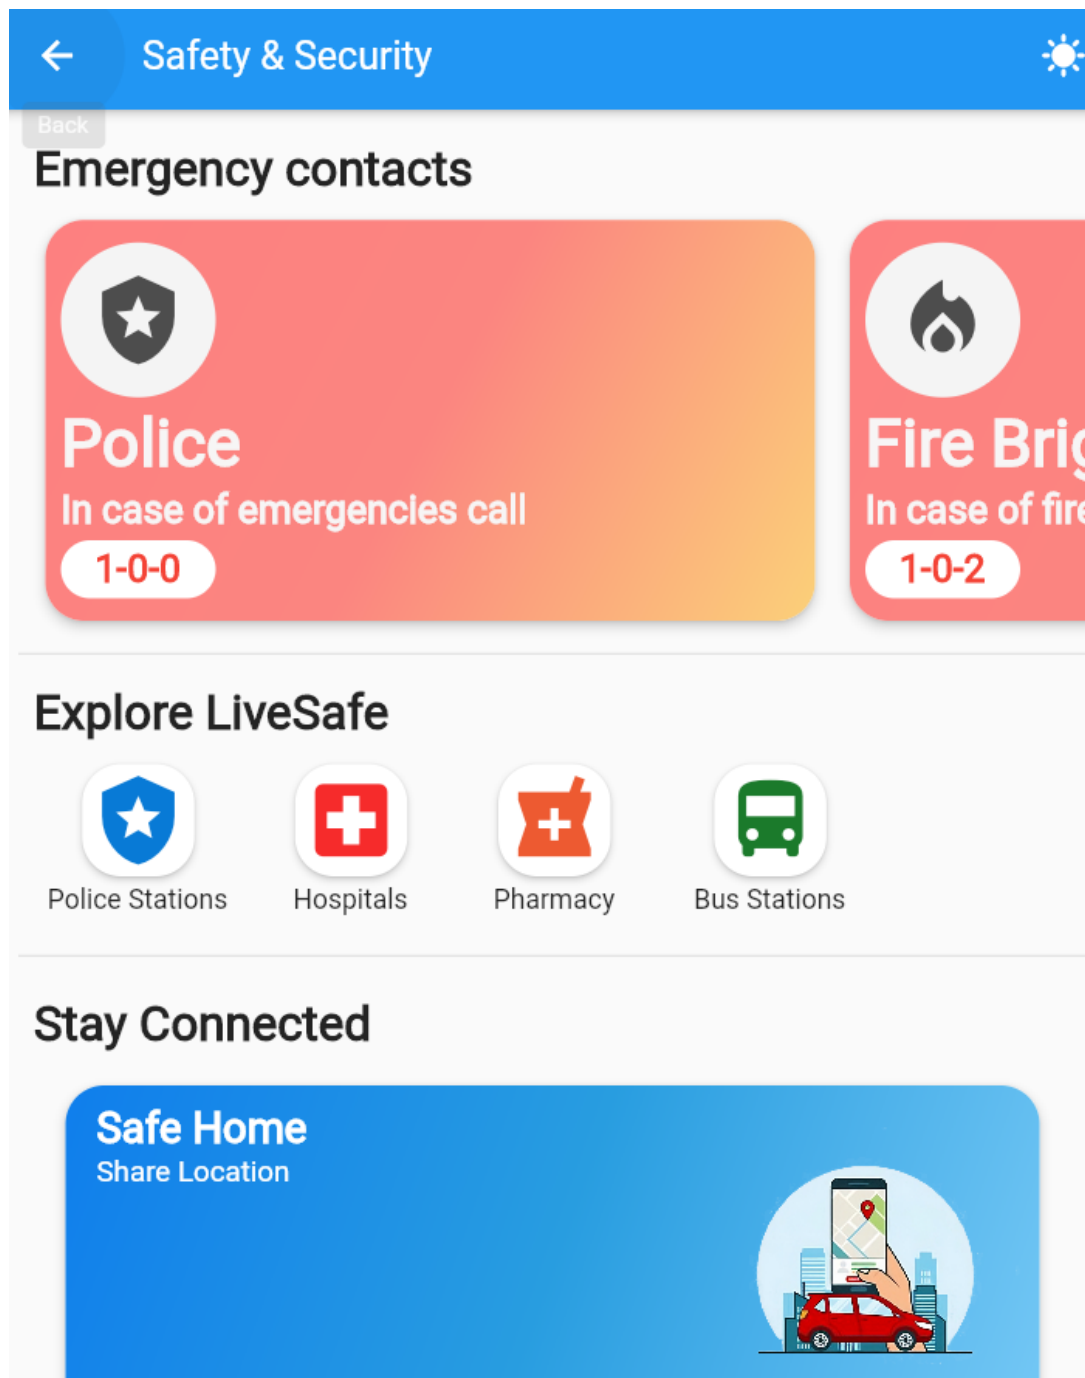 Safety & Security
Back
Emergency contacts
Police
In case of emergencies call
1-0-0
Fire Brig
In case of fire
1-0-2
Explore LiveSafe
Police Stations
Hospitals
Pharmacy
Bus Stations
Stay Connected
Safe Home
Share Location